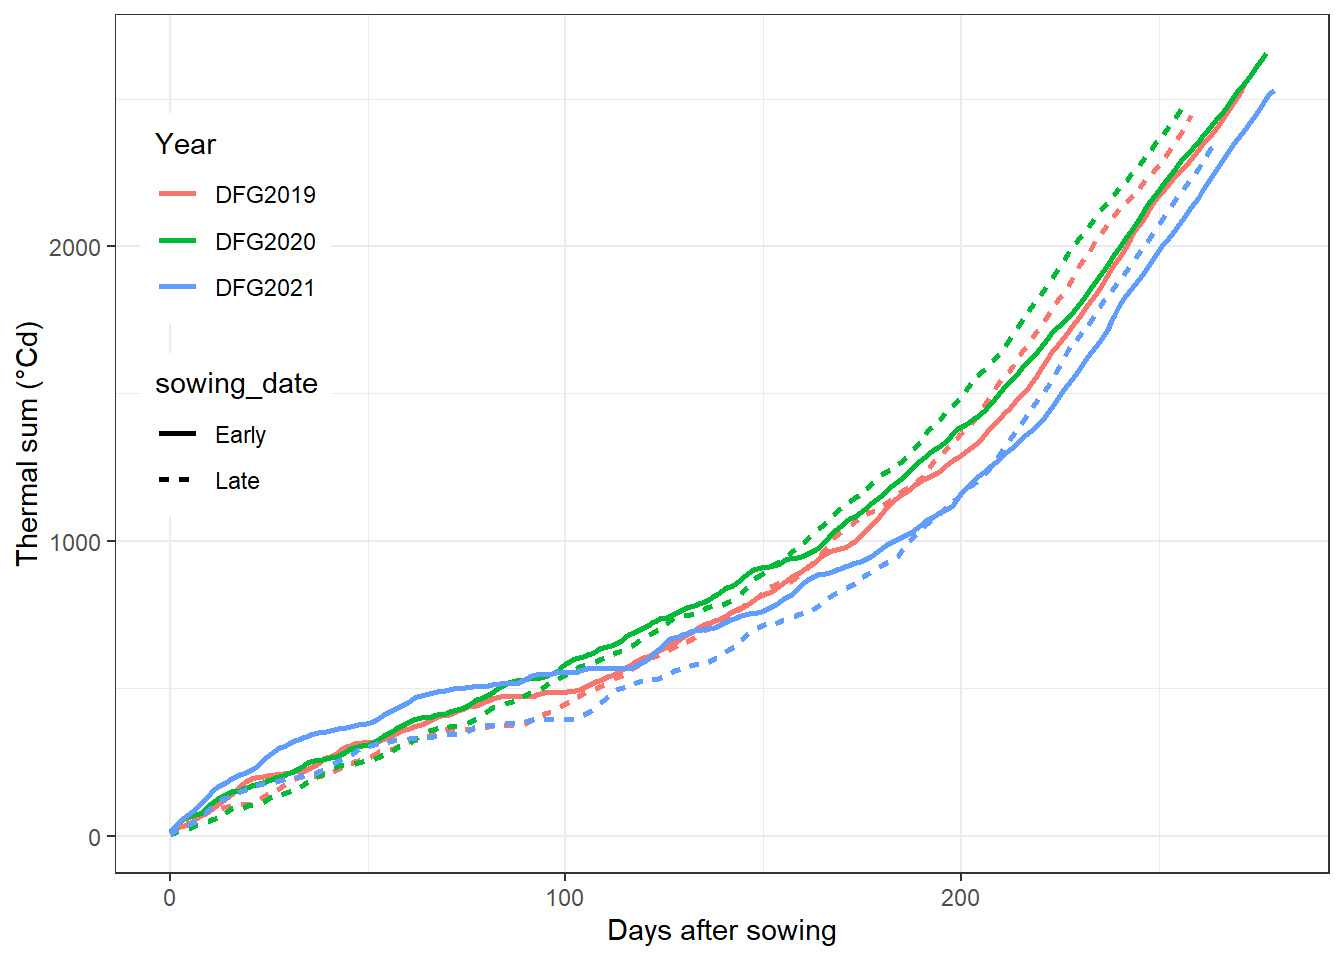 Year
DFG2019
DFG2020
DFG2021
sowing_date
Early
Late
Thermal sum (°Cd)
2000
1000
0
0
100
200
Days after sowing